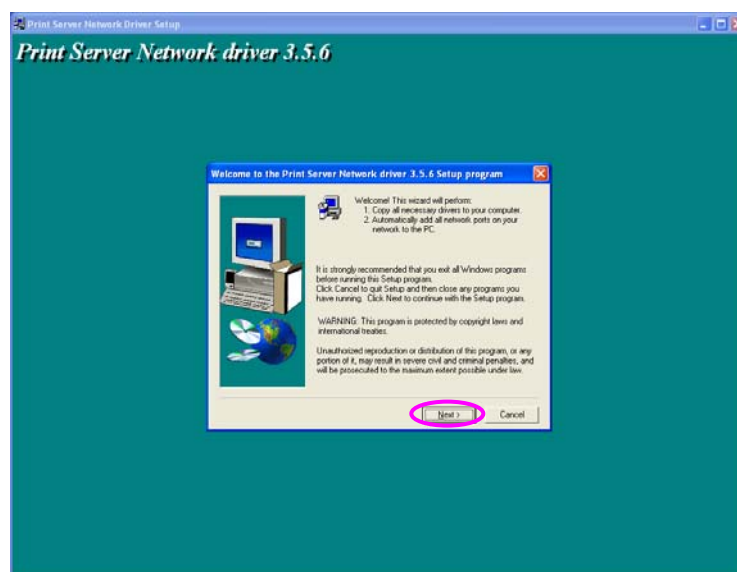 Print Server Network Driver Setup
Print Server Network driver 3.5.6
Welcome to the Print Server Network driver 3.5.6 Setup program
Welcome! This wizard will perform:
1. Copy all necessary drivers to your computer.
2. Automatically add all network ports on your
network to the PC.
It is strongly recommended that you exit all Windows programs
before running this Setup program.
Click Cancel to quit Setup and then close any programs you
have running. Click Next to continue with the Setup program.
WARNING: This program is protected by copyright laws and
international treaties.
Unauthorized reproduction or distribution of this program, or any
portion of it, may result in severe civil and criminal penalties, and
will be prosecuted to the maximum extent possible under law.
Next >
Cancel